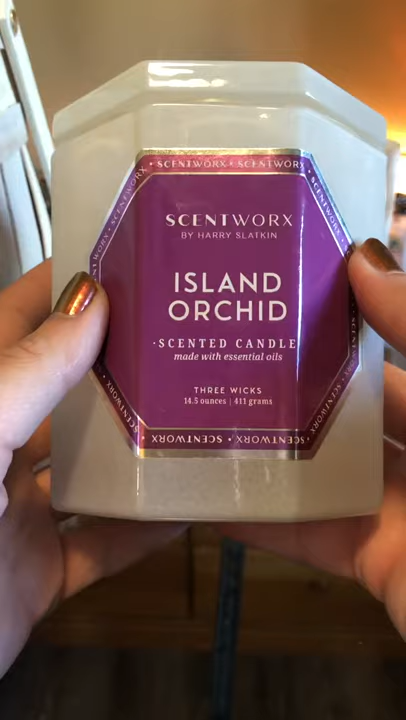 • SCENTWORX • SCENTWORX
SCENTWORX
BY HARRY SLATKIN
ISLAND
ORCHID
·SCENTED CANDLE
made with essential oils
THREE WICKS
14.5 ounces | 411 grams
SCENTWORX • SCENTWORX